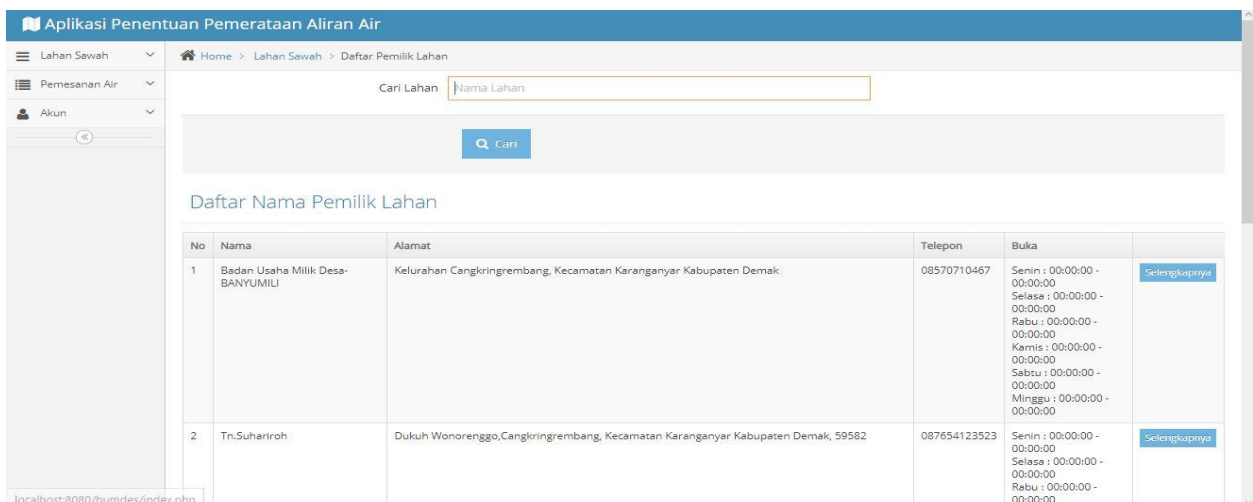 Aplikasi Penentuan Pemerataan Aliran Air
Lahan Sawah
Home > Lahan Sawah > Daftar Pemilik Lahan
Pemesanan Air
Cari Lahan
Nama Lahan
Akun
Cari
Daftar Nama Pemilik Lahan
No Nama Alamat Telepon Buka
1 Badan Usaha Milik Desa- Kelurahan Cangkringrembang, Kecamatan Karanganyar Kabupaten Demak 08570710467 Senin : 00:00:00 - Selengkapnya
BANYUMILI 00:00:00
Selasa : 00:00:00 -
00:00:00
Rabu : 00:00:00 -
00:00:00
Kamis : 00:00:00 -
00:00:00
Sabtu : 00:00:00 -
00:00:00
Minggu : 00:00:00 -
00:00:00
2 Tn.Suhariroh Dukuh Wonorenggo,Cangkringrembang, Kecamatan Karanganyar Kabupaten Demak, 59582 087654123523 Senin : 00:00:00 - Selengkapnya
00:00:00
Selasa : 00:00:00 -
00:00:00
Rabu : 00:00:00 -
00:00:00
localhost:8080/bumdes/index.php